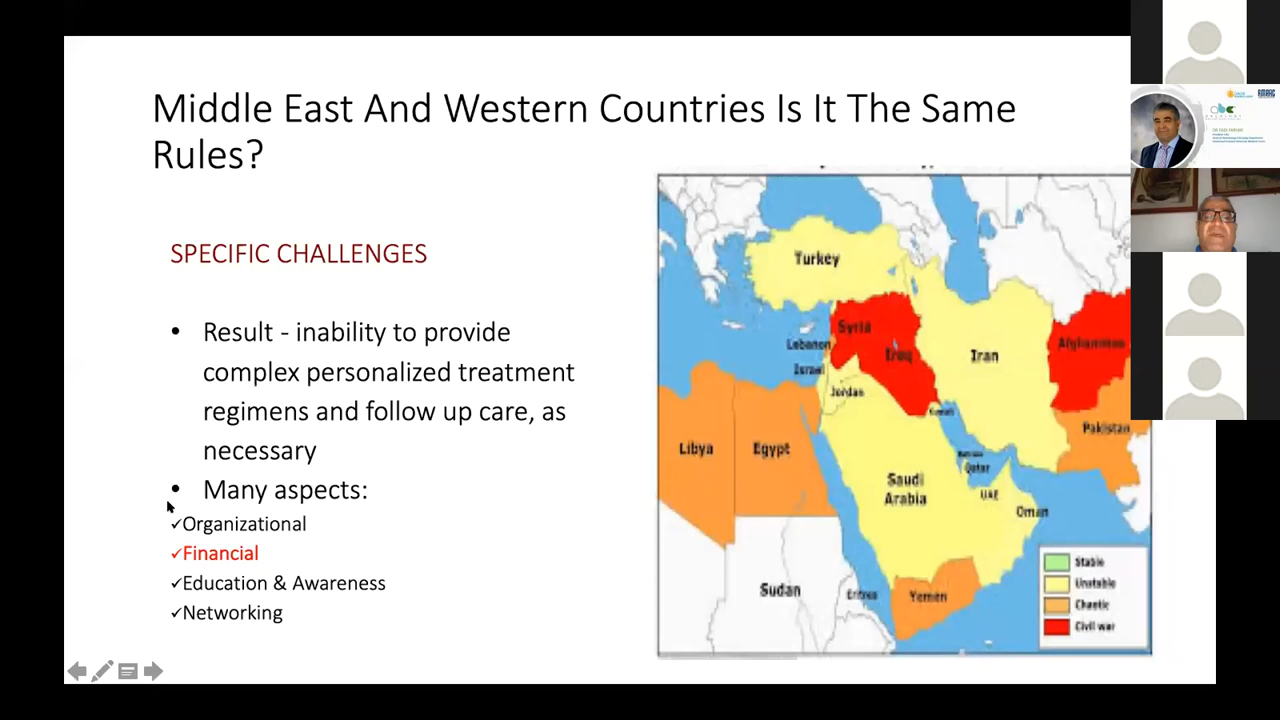 Middle East And Western Countries Is It The Same
Rules?
SPECIFIC CHALLENGES
• Result - inability to provide
complex personalized treatment
regimens and follow up care, as
necessary
• Many aspects:
✓Organizational
✓Financial
✓Education & Awareness
✓Networking
Turkey
Syria
Lebanon
Iraq
Iran
Israel
Jordan
Kuwait
Pakistan
Libya
Egypt
Qatar
Saudi
Arabia
UAE
Oman
Sudan
Eritrea
Yemen
Stable
Unstable
Chaotic
Civil war